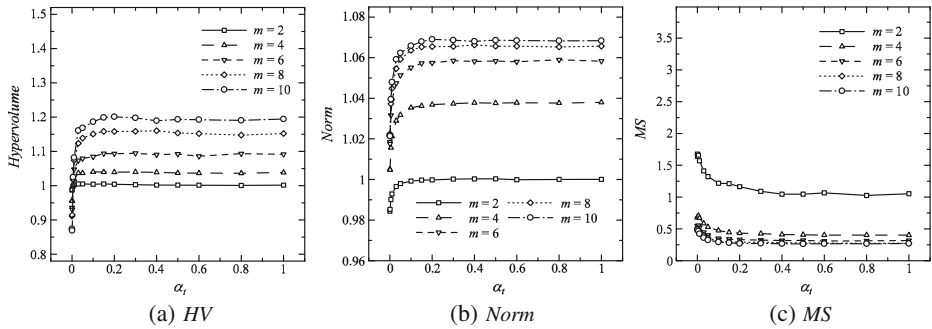 1.5
1.4
1.3
1.2
1.1
1
0.9
0.8
Hypervolume
m = 2
m = 4
m = 6
m = 8
m = 10
0 0.2 0.4 0.6 0.8 1
αt
(a) HV
1.08
1.06
1.04
1.02
1
0.98
0.96
Norm
m = 2 m = 8
m = 4 m = 10
m = 6
0 0.2 0.4 0.6 0.8 1
αt
(b) Norm
3.5
3
2.5
2
1.5
1
0.5
0
MS
m = 2
m = 4
m = 6
m = 8
m = 10
0 0.2 0.4 0.6 0.8 1
αt
(c) MS